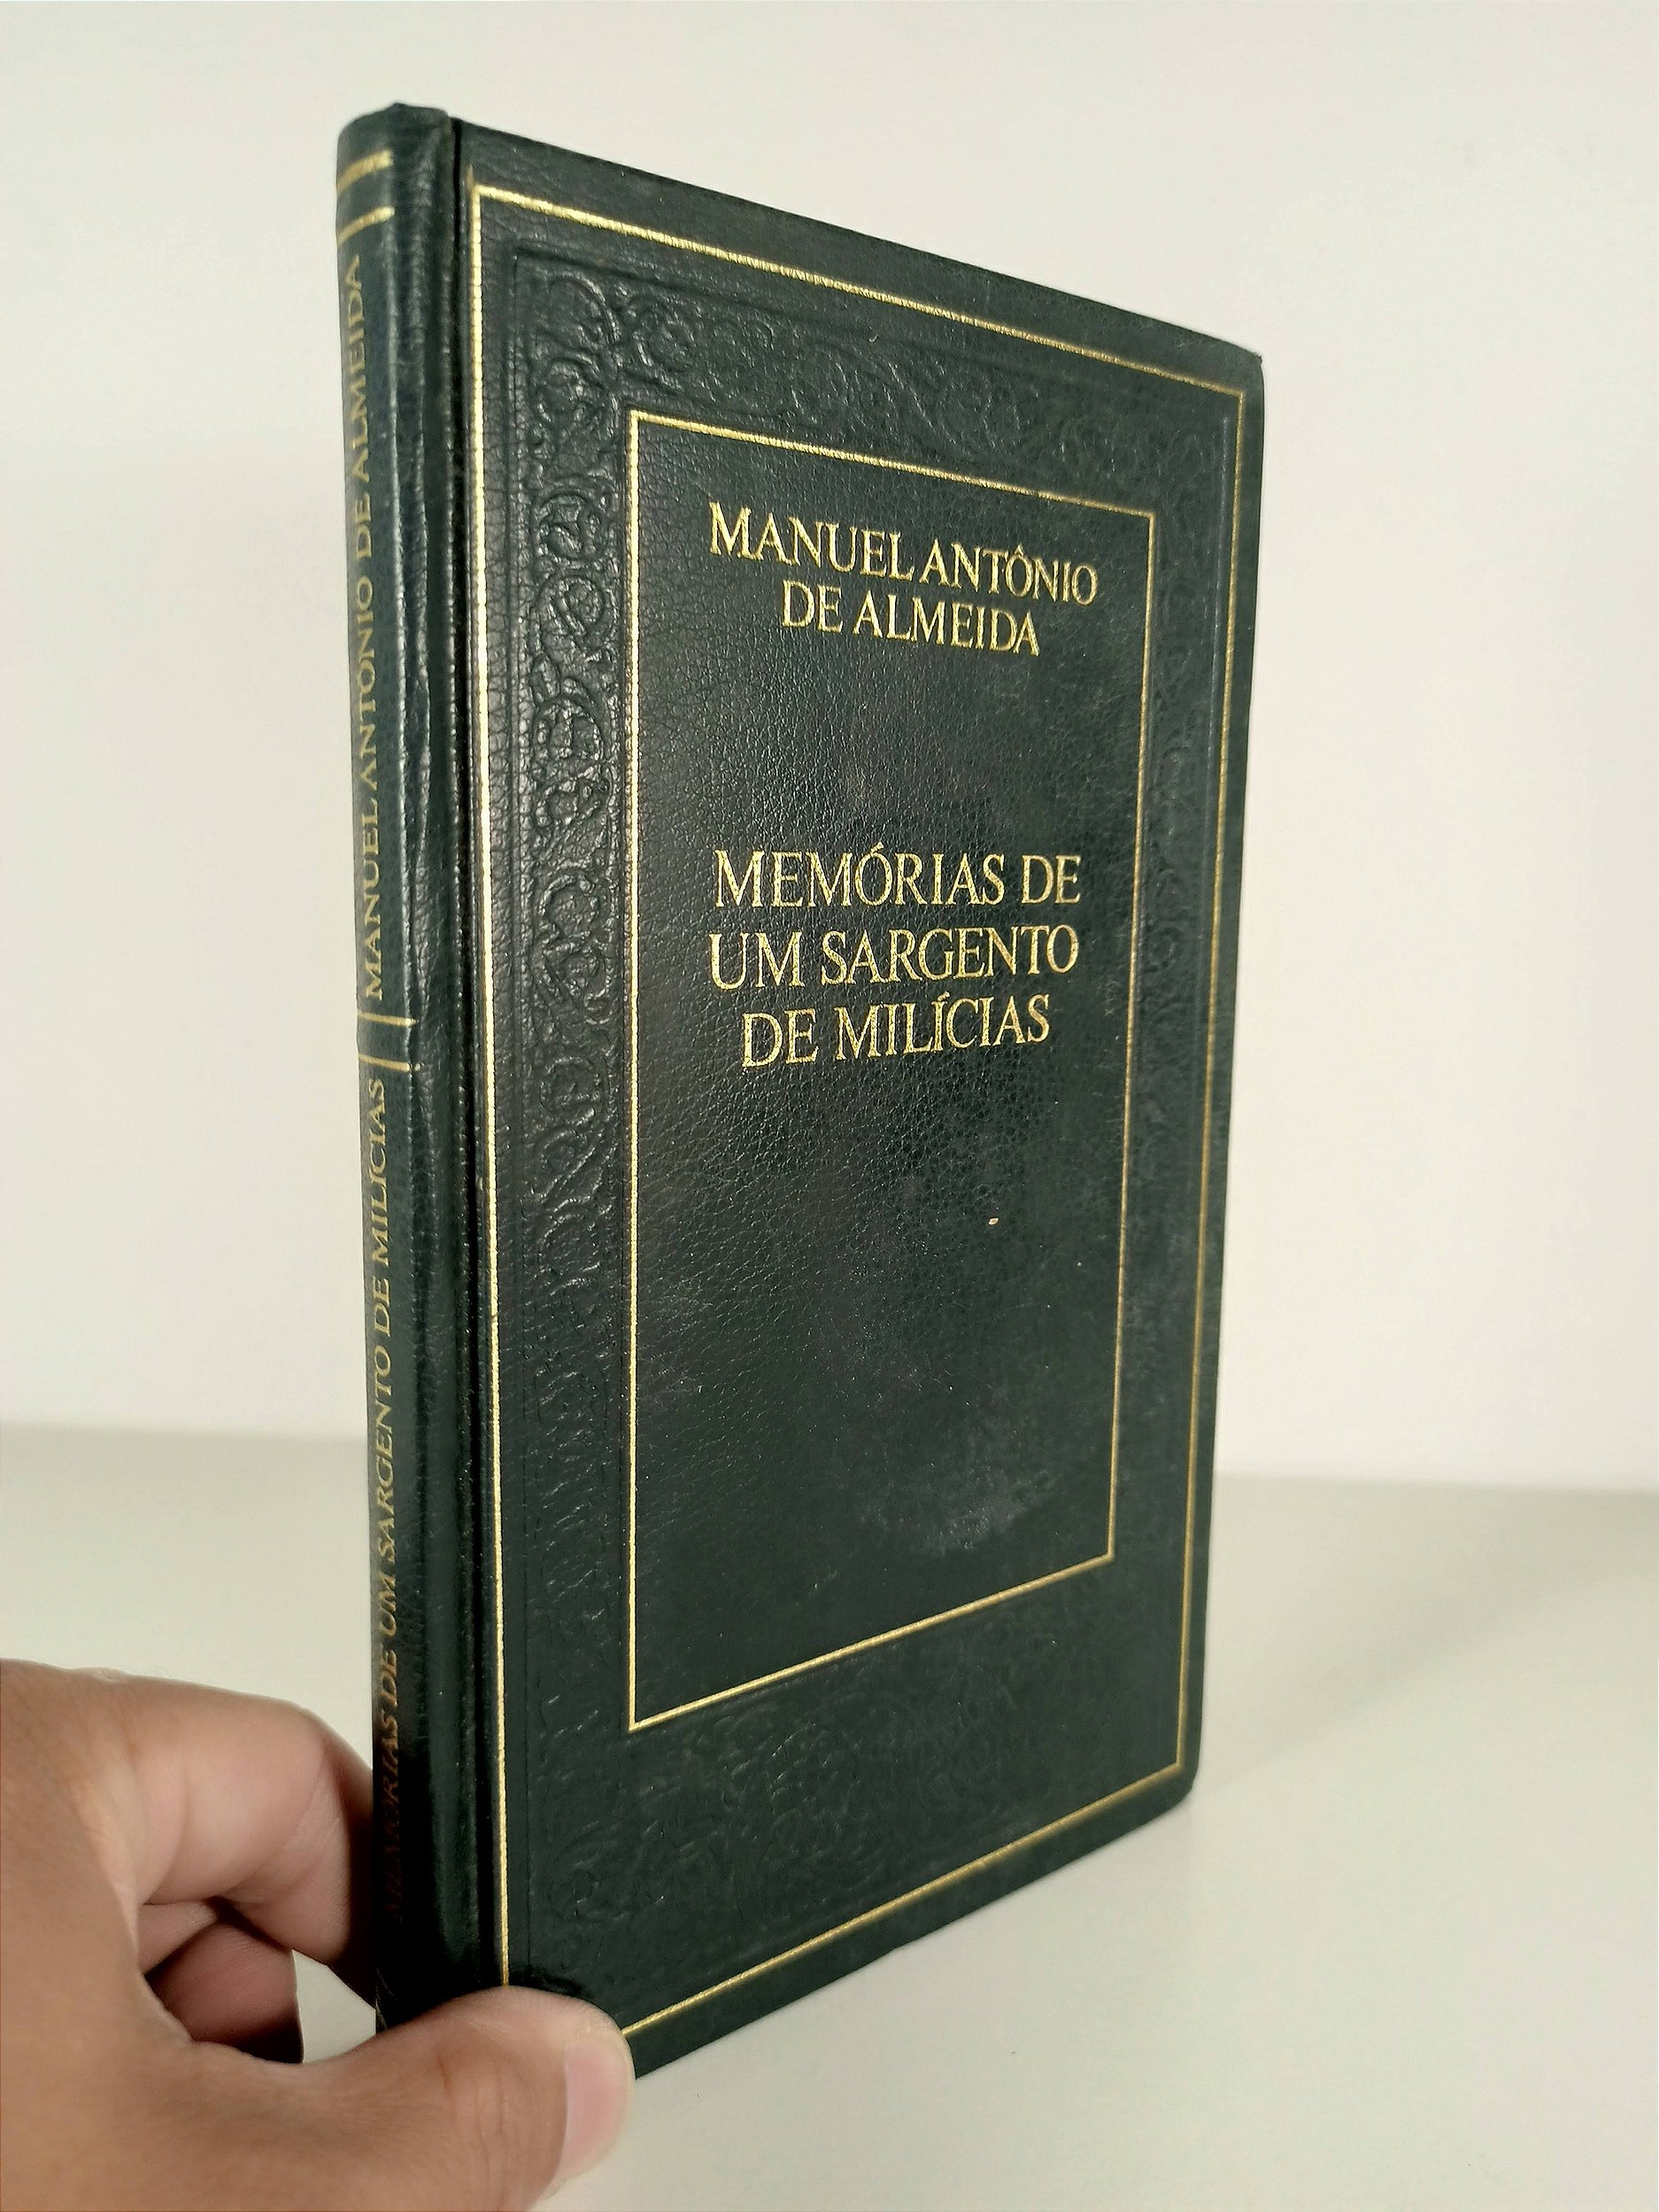 MANUEL ANTÔNIO
DE ALMEIDA
MEMÓRIAS DE
UM SARGENTO
DE MILÍCIAS
MEMÓRIAS DE UM SARGENTO DE MILÍCIAS
MANUEL ANTÔNIO DE ALMEIDA